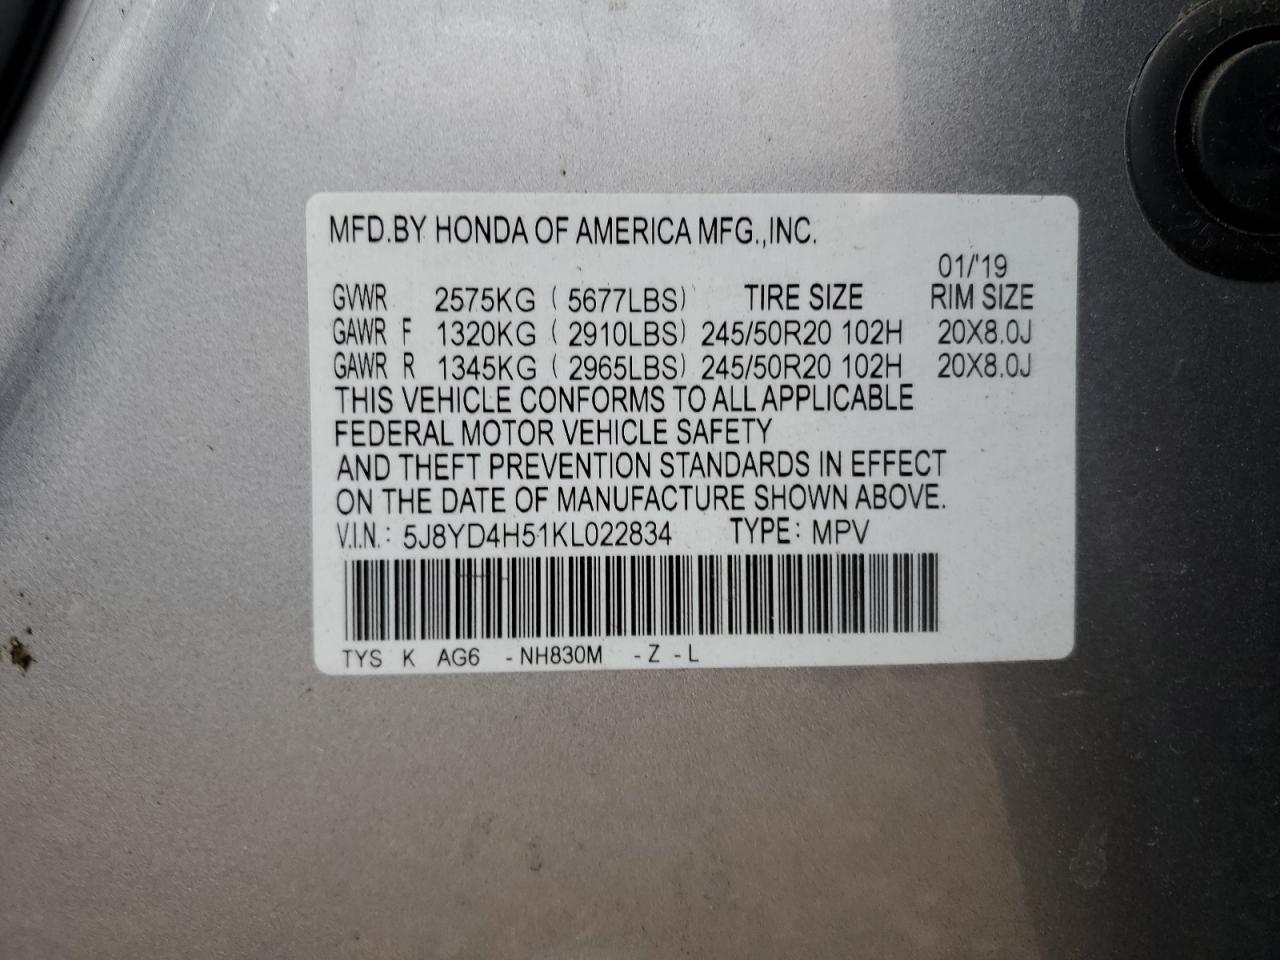 MFD.BY HONDA OF AMERICA MFG.,INC.
01/'19
GVWR 2575KG ( 5677LBS) TIRE SIZE RIM SIZE
GAWR F 1320KG ( 2910LBS) 245/50R20 102H 20X8.0J
GAWR R 1345KG ( 2965LBS) 245/50R20 102H 20X8.0J
THIS VEHICLE CONFORMS TO ALL APPLICABLE
FEDERAL MOTOR VEHICLE SAFETY
AND THEFT PREVENTION STANDARDS IN EFFECT
ON THE DATE OF MANUFACTURE SHOWN ABOVE.
V.I.N.: 5J8YD4H51KL022834 TYPE: MPV
TYS K AG6 -NH830M -Z -L